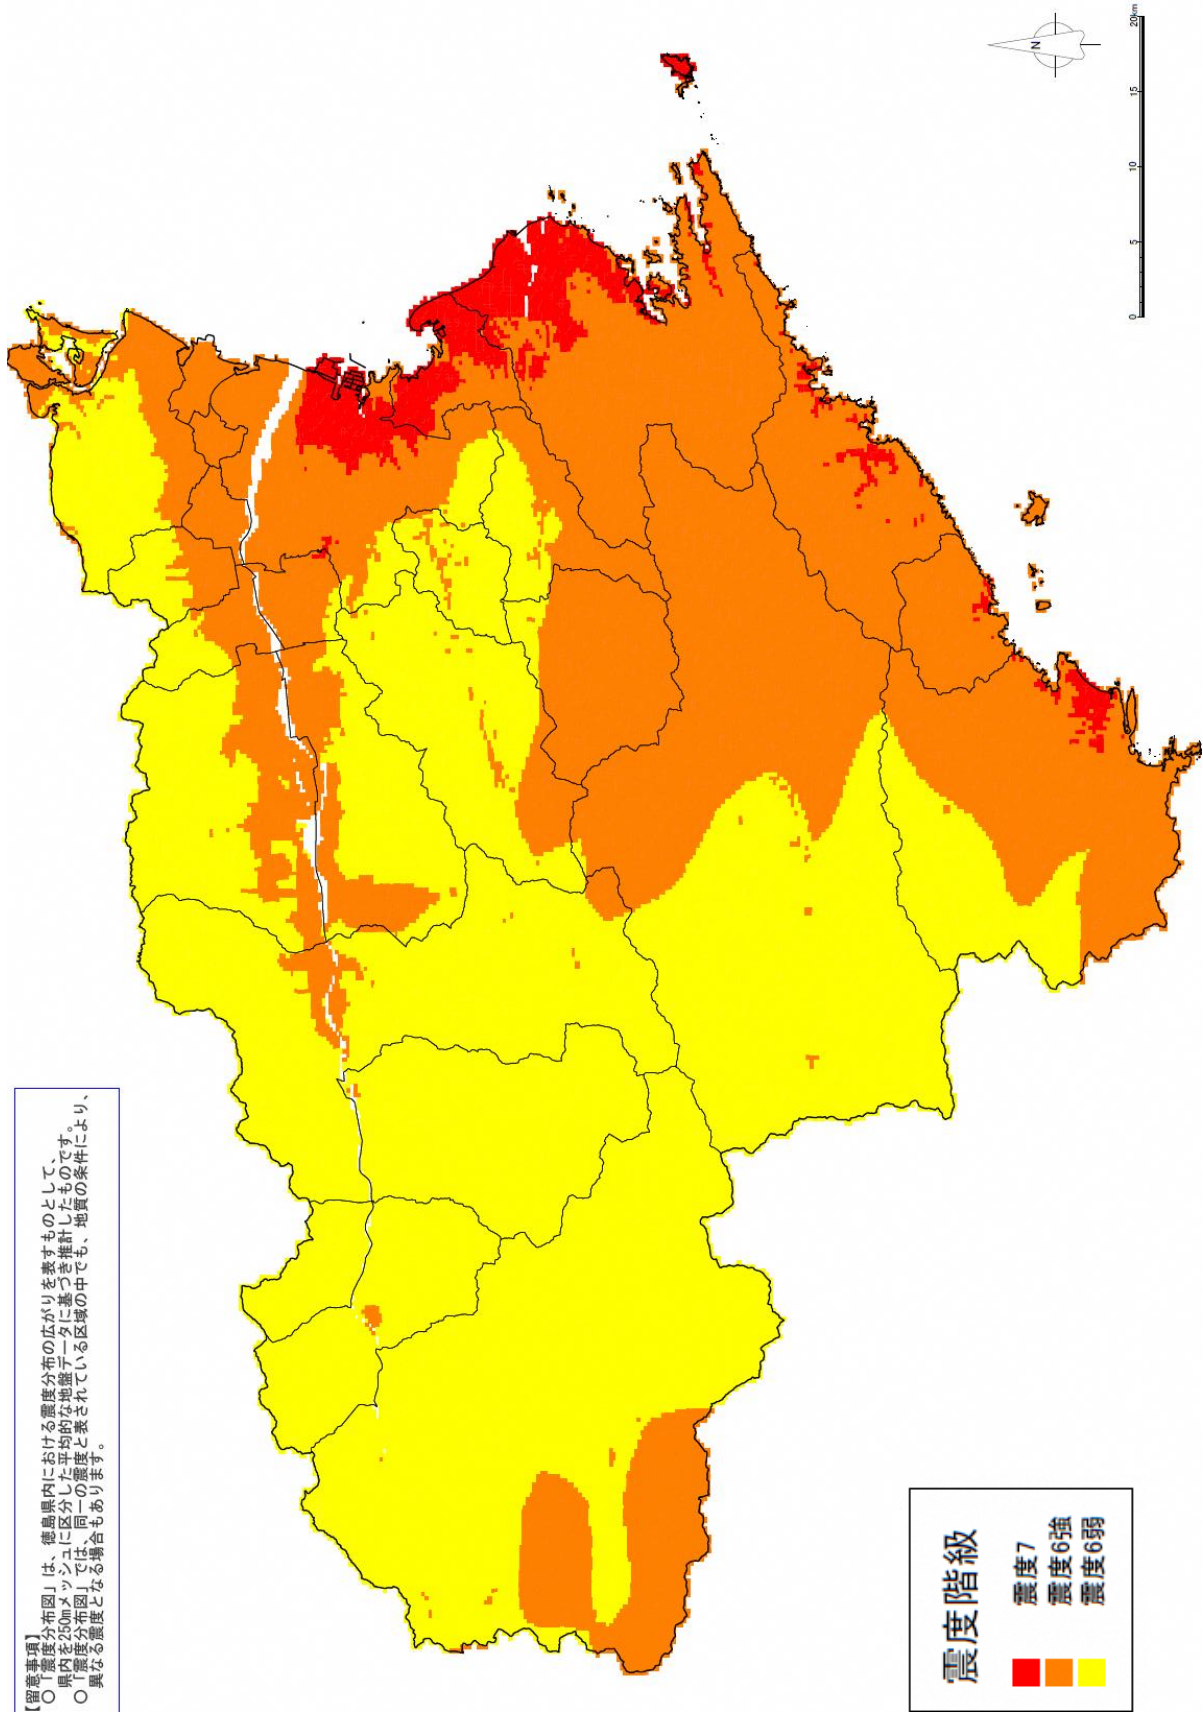 【留意事項】
○「震度分布図」は、徳島県内における震度分布の広がりを表すものとして、
県内を250mメッシュに区分した平均的な地盤データに基づき推計したものです。
○「震度分布図」では、同一の震度と表されている区域の中でも、地質の条件により、
異なる震度となる場合もあります。
震度階級
震度7
震度6強
震度6弱
N
0 5 10 15 20km